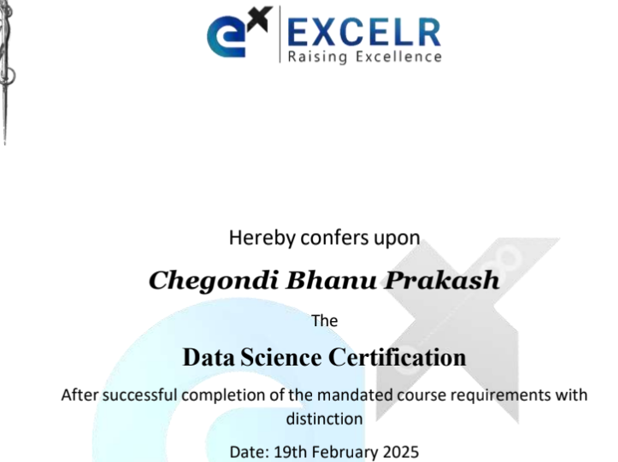 EXCELR
Raising Excellence
Hereby confers upon
Chegondi Bhanu Prakash
The
Data Science Certification
After successful completion of the mandated course requirements with
distinction
Date: 19th February 2025